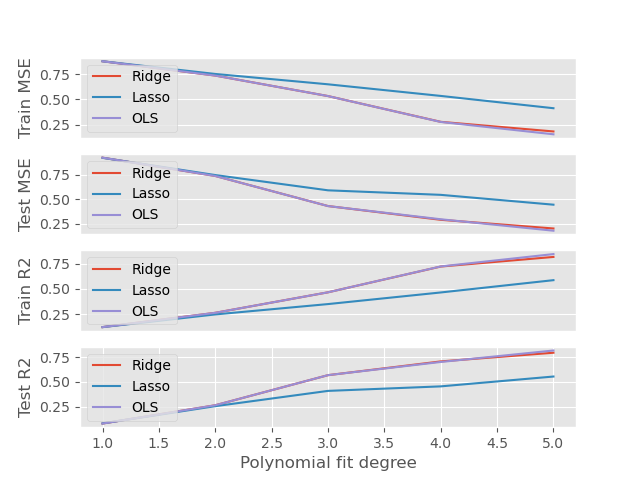 Train MSE
0.75
0.50
0.25
Ridge
Lasso
OLS
Test MSE
0.75
0.50
0.25
Ridge
Lasso
OLS
Train R2
0.75
0.50
0.25
Ridge
Lasso
OLS
Test R2
0.75
0.50
0.25
Ridge
Lasso
OLS
1.0 1.5 2.0 2.5 3.0 3.5 4.0 4.5 5.0
Polynomial fit degree